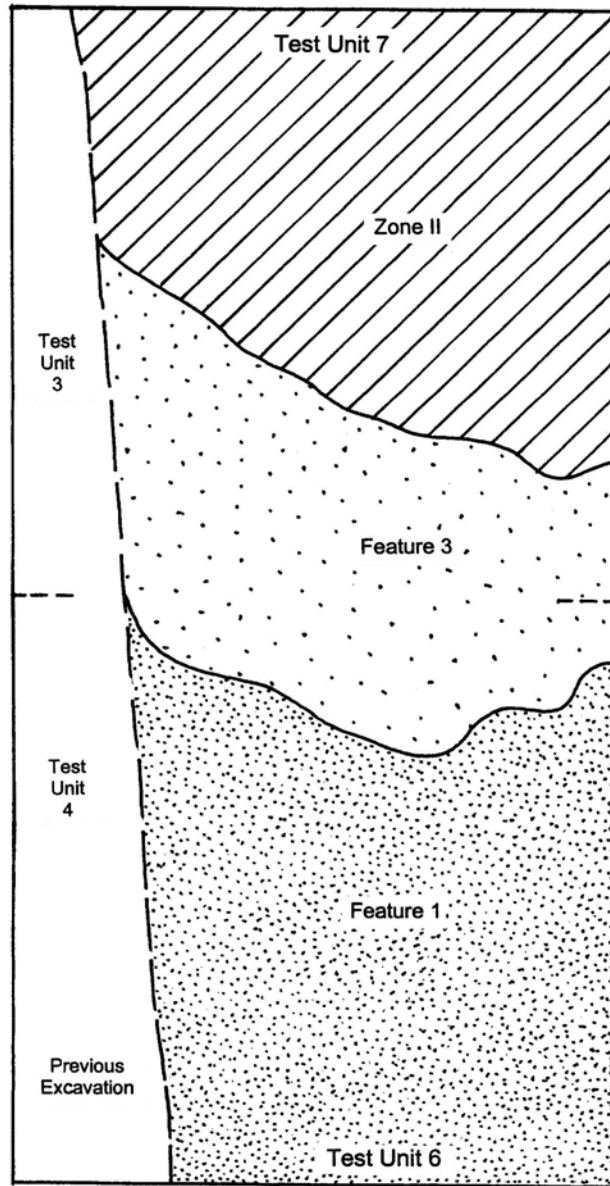 Test Unit 7
Zone II
Test
Unit
3
Feature 3
Test
Unit
4
Feature 1
Previous
Excavation
Test Unit 6